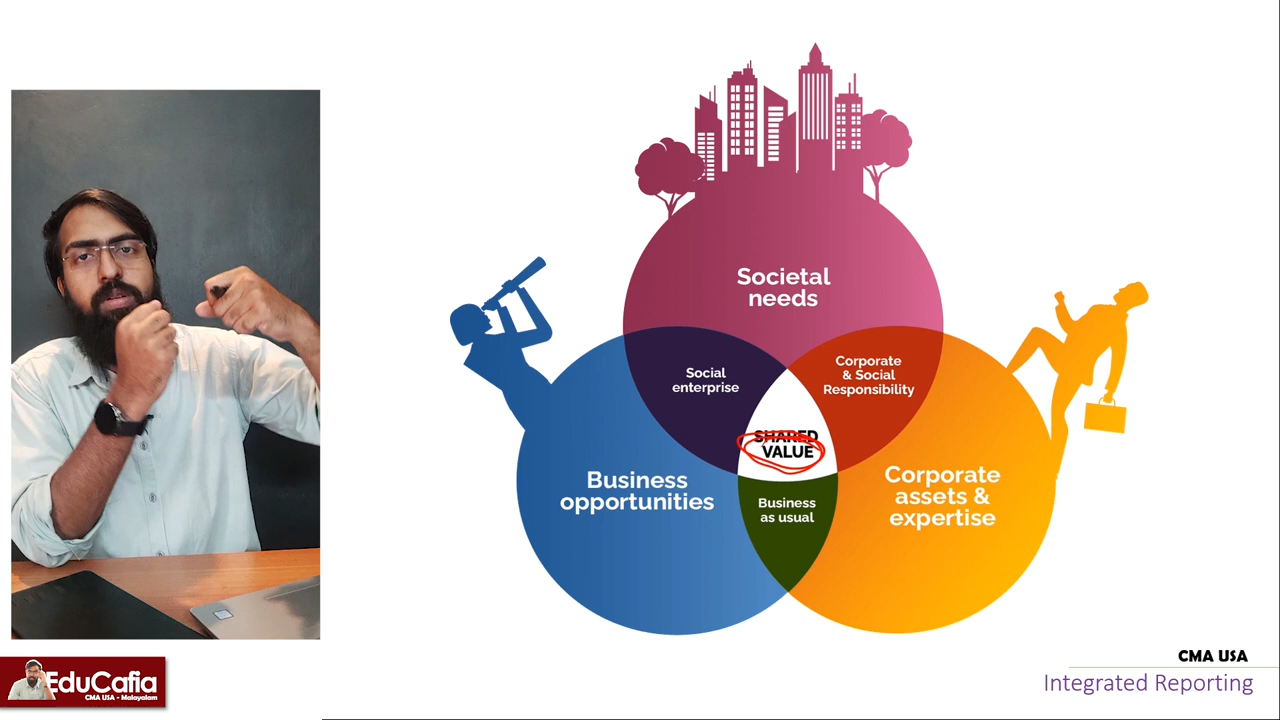 Societal
needs
Social
enterprise
Corporate
& Social
Responsibility
SHARED
VALUE
Business
opportunities
Corporate
assets &
expertise
Business
as usual
EduCafia
CMA USA - Malayalam
CMA USA
Integrated Reporting